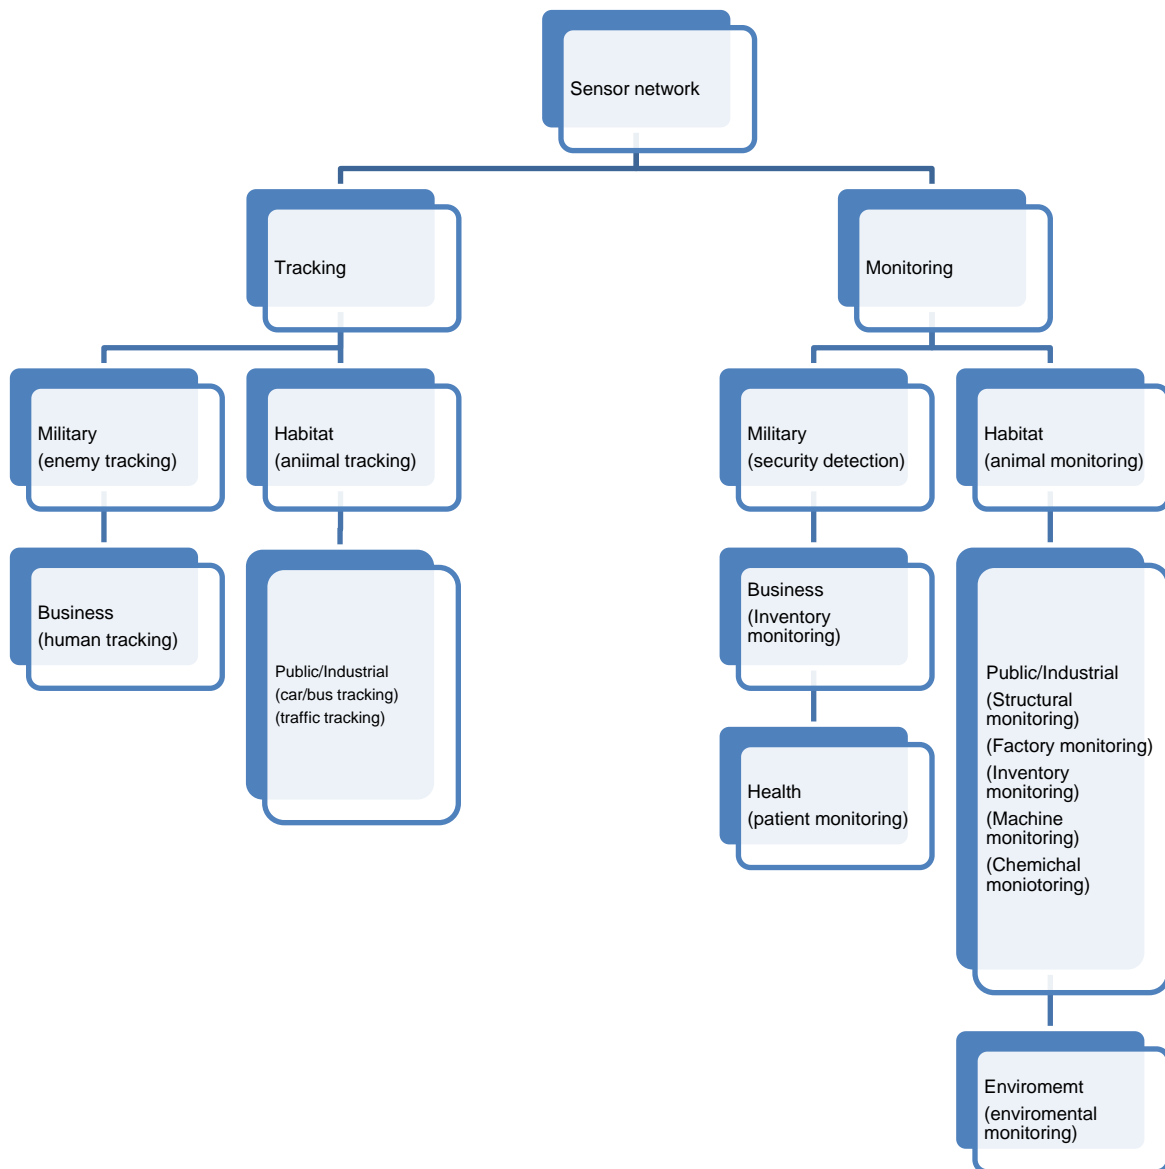 Sensor network
Tracking
Monitoring
Military
(enemy tracking)
Habitat
(aniimal tracking)
Military
(security detection)
Habitat
(animal monitoring)
Business
(human tracking)
Public/Industrial
(car/bus tracking)
(traffic tracking)
Business
(Inventory
monitoring)
Public/Industrial
(Structural
monitoring)
(Factory monitoring)
(Inventory
monitoring)
(Machine
monitoring)
(Chemichal
moniotoring)
Health
(patient monitoring)
Enviromemt
(enviromental
monitoring)